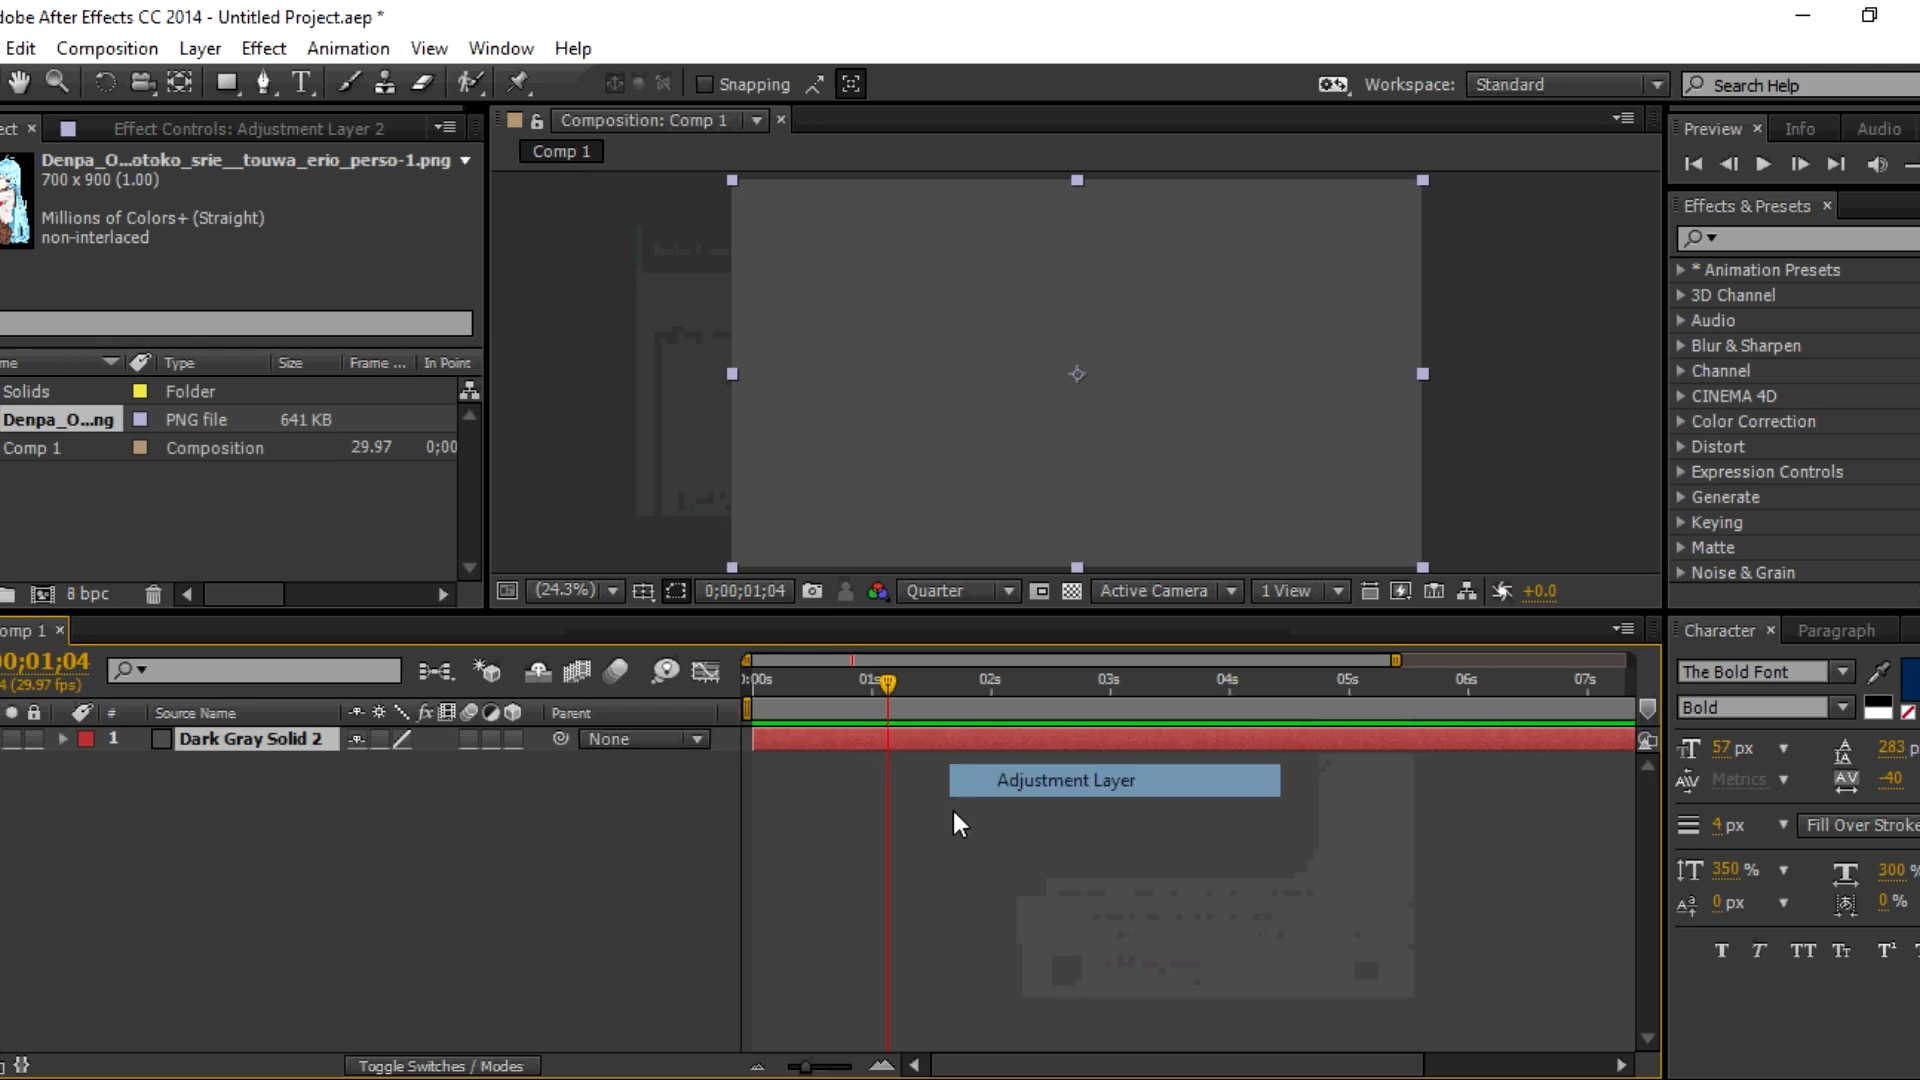 dobe After Effects CC 2014 - Untitled Project.aep *
Edit Composition Layer Effect Animation View Window Help
Snapping
Workspace: Standard
Search Help
ect × Effect Controls: Adjustment Layer 2
Composition: Comp 1 ×
Preview × Info Audio
Comp 1
Denpa_O...otoko_srie__touwa_erio_perso-1.png
700 x 900 (1.00)
Millions of Colors+ (Straight)
non-interlaced
Effects & Presets ×
* Animation Presets
3D Channel
Audio
Blur & Sharpen
Channel
CINEMA 4D
Color Correction
Distort
Expression Controls
Generate
Keying
Matte
Noise & Grain
me Type Size Frame ... In Point
Solids Folder
Denpa_O...ng PNG file 641 KB
Comp 1 Composition 29.97 0;00
8 bpc
(24.3%) 0;00;01;04 Quarter Active Camera 1 View +0.0
omp 1 ×
Character × Paragraph
00;01;04
4 (29.97 fps)
):00s 01s 02s 03s 04s 05s 06s 07s
The Bold Font
Bold
# Source Name fx Parent
1 Dark Gray Solid 2 None
Adjustment Layer
57 px 283 p
Metrics -40
4 px Fill Over Stroke
350 % 300 %
0 px 0 %
T T TT Tt T¹
Toggle Switches / Modes